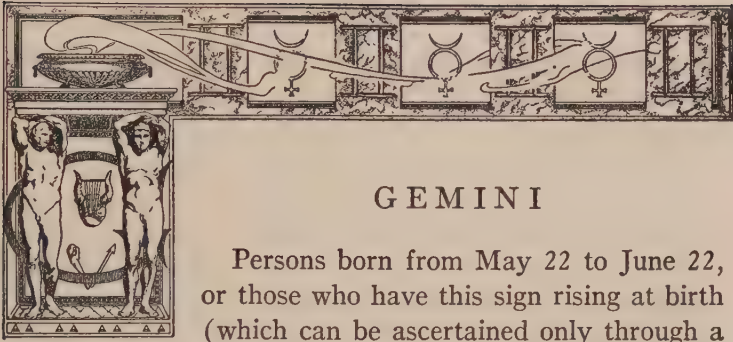 GEMINI
Persons born from May 22 to June 22,
or those who have this sign rising at birth
(which can be ascertained only through a